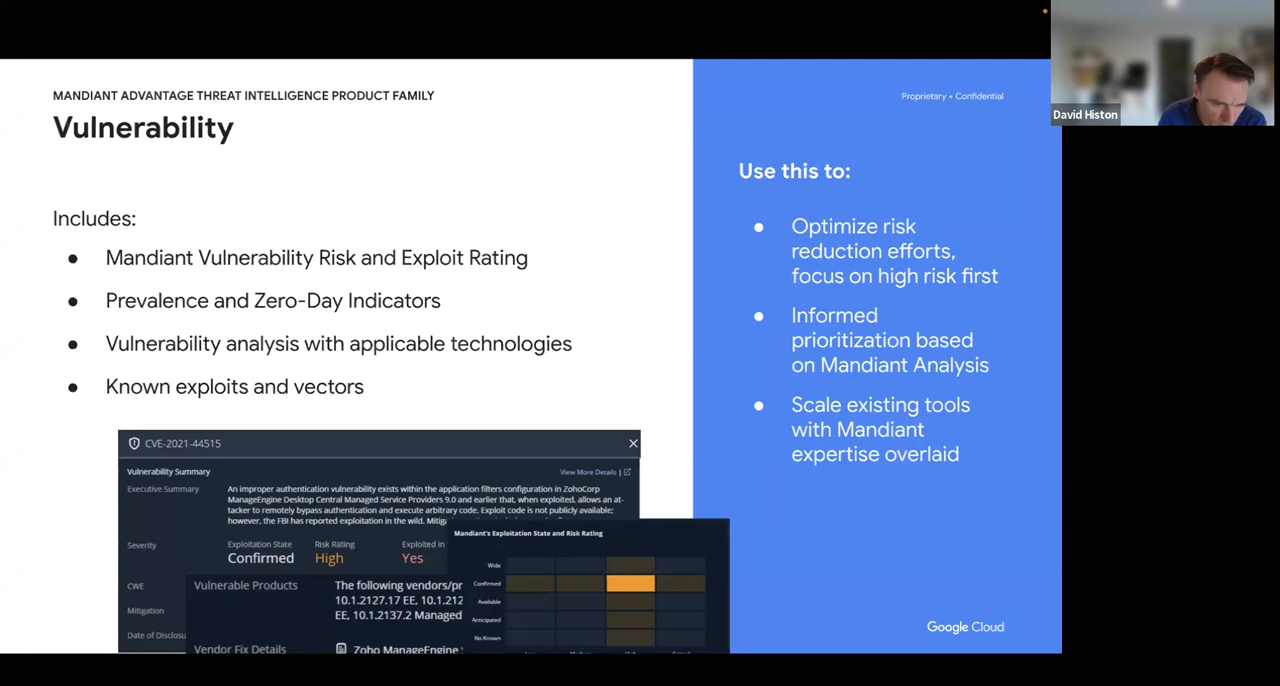 MANDIANT ADVANTAGE THREAT INTELLIGENCE PRODUCT FAMILY
Vulnerability
Includes:
● Mandiant Vulnerability Risk and Exploit Rating
● Prevalence and Zero-Day Indicators
● Vulnerability analysis with applicable technologies
● Known exploits and vectors
CVE-2021-44515
Vulnerability Summary
View More Details |
Executive Summary
An improper authentication vulnerability exists within the application filters configuration in ZohoCorp
ManageEngine Desktop Central Managed Service Providers 9.0 and earlier that, when exploited, allows an at-
tacker to remotely bypass authentication and execute arbitrary code. Exploit code is not publicly available;
however, the FBI has reported exploitation in the wild.
Severity
Exploitation State
Confirmed
Risk Rating
High
Exploited in
Yes
CWE
Mitigation
Date of Disclosu
Vulnerable Products
The following vendors/pr
10.1.2127.17 EE, 10.1.212
EE, 10.1.2137.2 Managed
Vendor Fix Details
Zoho ManageEngine
Mandiant's Exploitation State and Risk Rating
Wide
Confirmed
Available
Anticipated
No Known
Proprietary + Confidential
Use this to:
● Optimize risk
reduction efforts,
focus on high risk first
● Informed
prioritization based
on Mandiant Analysis
● Scale existing tools
with Mandiant
expertise overlaid
Google Cloud
David Histon